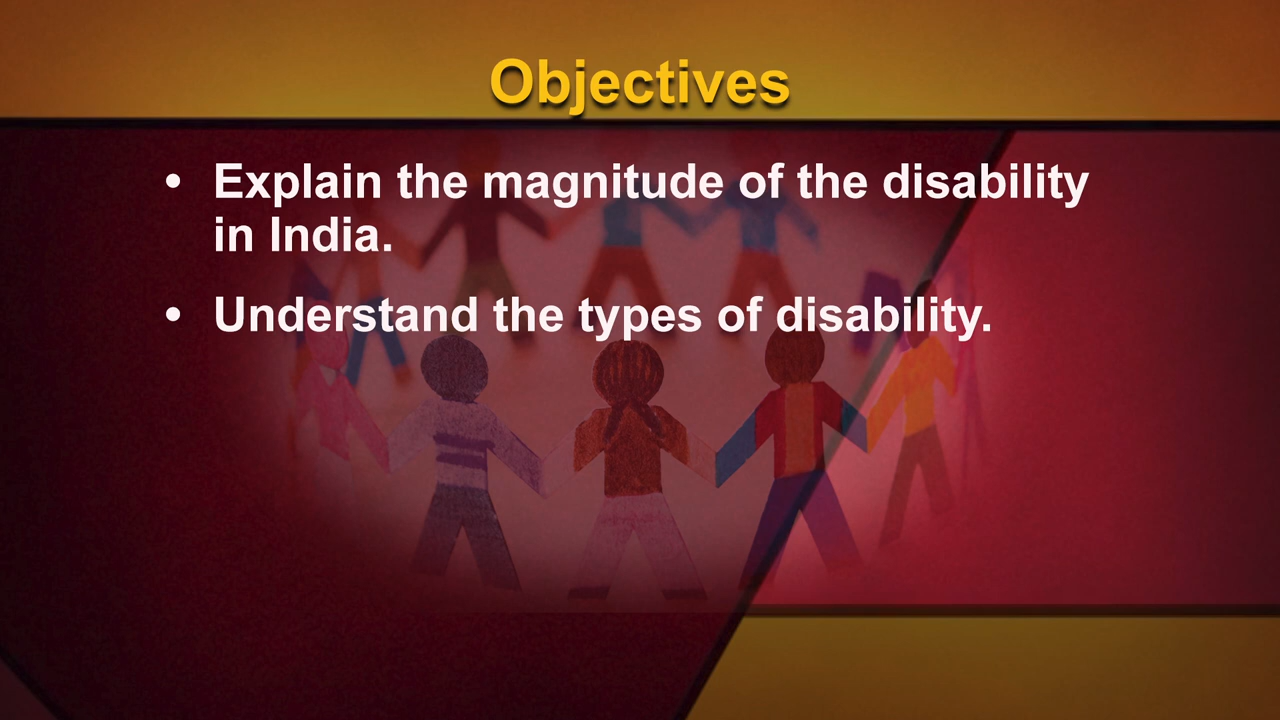 Objectives
• Explain the magnitude of the disability
in India.
• Understand the types of disability.